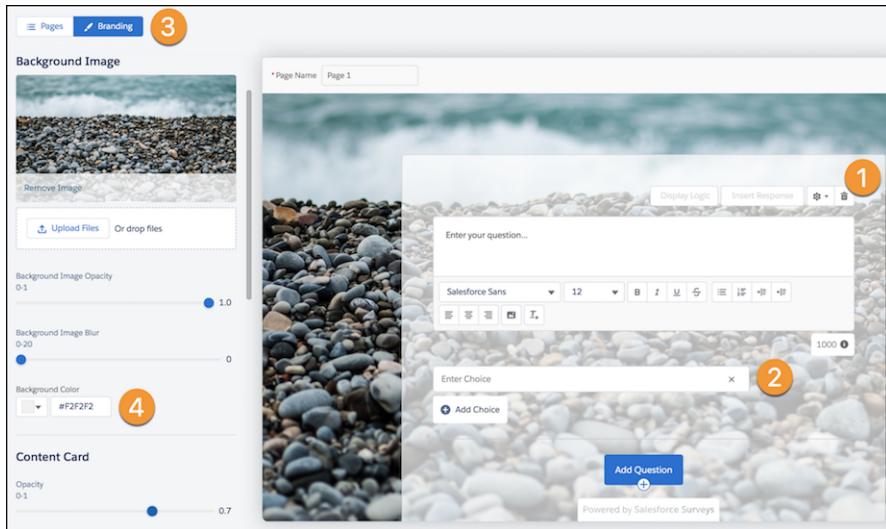 Pages
Branding
3
Background Image
Remove Image
Upload Files Or drop files
Background Image Opacity
0-1
1.0
Background Image Blur
0-20
0
Background Color
#F2F2F2
4
Content Card
Opacity
0-1
0.7
*Page Name Page 1
1
Display Logic Insert Response
Enter your question...
Salesforce Sans 12 B I U S
1000
Enter Choice
2
Add Choice
Add Question
Powered by Salesforce Surveys